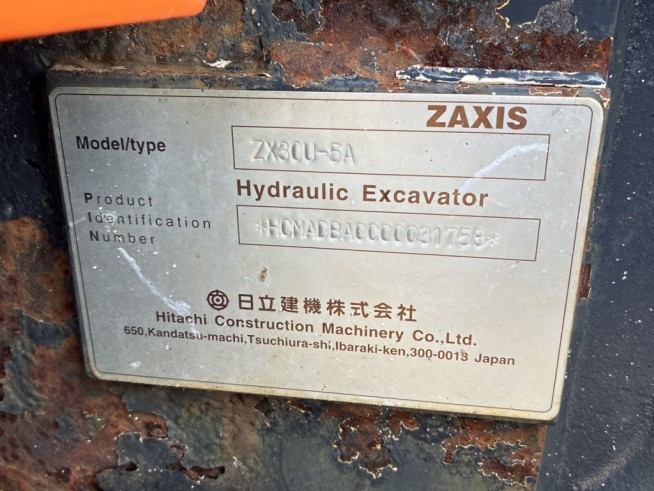 ZAXIS
Model/type
ZX30U-5A
Hydraulic Excavator
Product
Identification
Number
日立建機株式会社
Hitachi Construction Machinery Co.,Ltd.
650,Kandatsu-machi,Tsuchiura-shi,Ibaraki-ken,300-0013 Japan